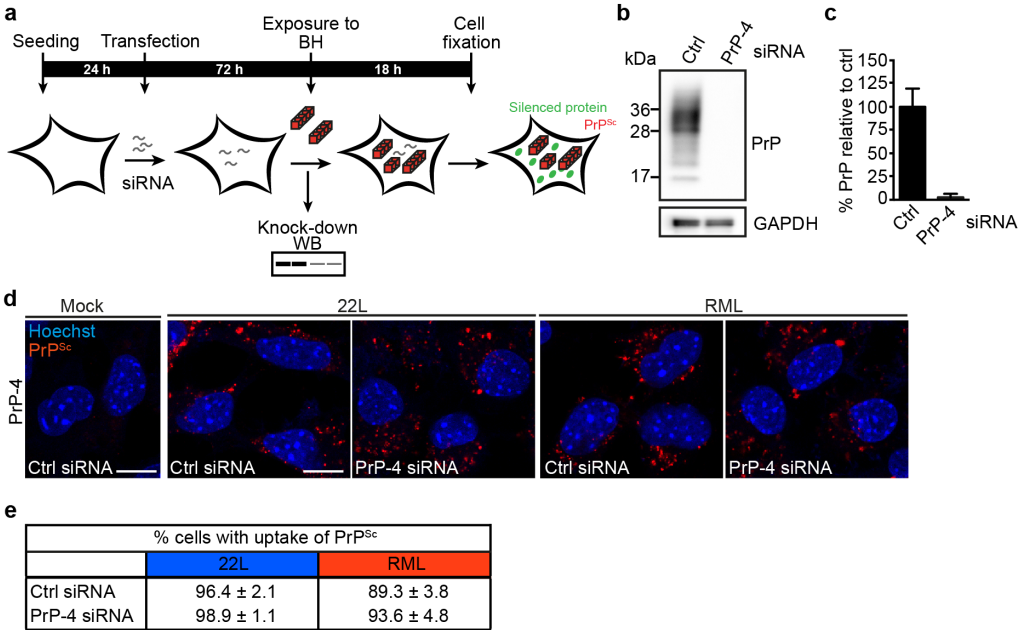 a
Seeding
Transfection
Exposure to
BH
Cell
fixation
24 h
72 h
18 h
siRNA
Silenced protein
PrPSc
Knock-down
WB
b
kDa
Ctrl
PrP-4
siRNA
36
28
17
PrP
GAPDH
c
% PrP relative to ctrl
150
125
100
75
50
25
0
Ctrl
PrP-4
siRNA
d
Mock
22L
RML
Hoechst
PrPSc
PrP-4
Ctrl siRNA
Ctrl siRNA
PrP-4 siRNA
Ctrl siRNA
PrP-4 siRNA
e
% cells with uptake of PrPSc
22L RML
Ctrl siRNA 96.4 ± 2.1 89.3 ± 3.8
PrP-4 siRNA 98.9 ± 1.1 93.6 ± 4.8